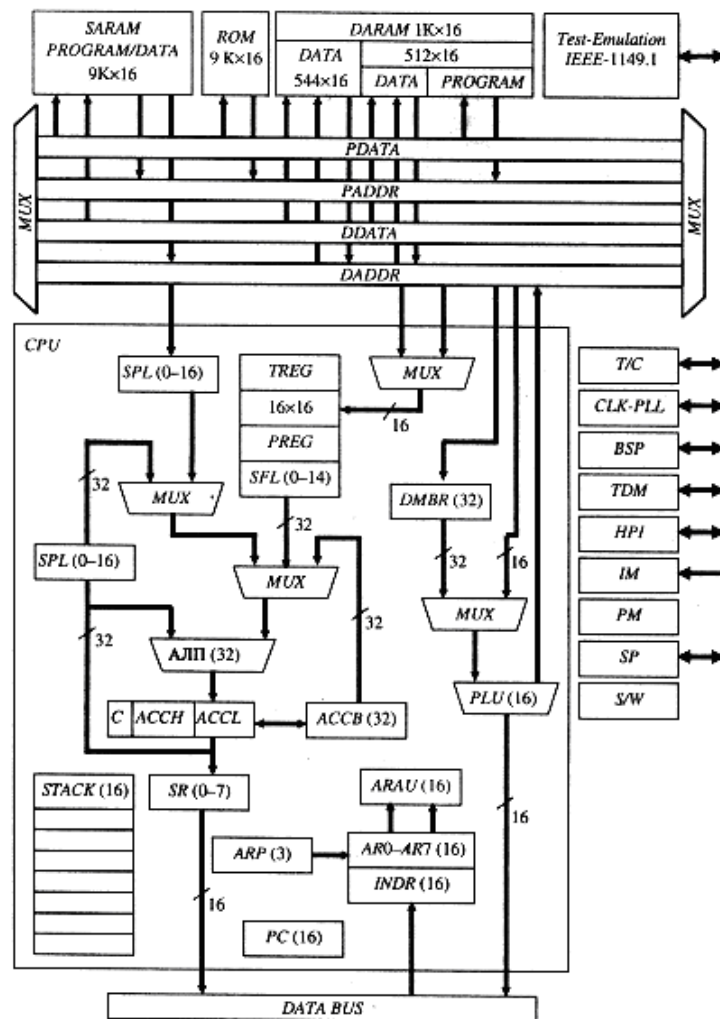 SARAM
PROGRAM/DATA
9K×16
ROM
9 K×16
DARAM 1K×16
DATA
544×16
512×16
DATA
PROGRAM
Test-Emulation
IEEE-1149.1
MUX
PDATA
PADDR
DDATA
DADDR
MUX
CPU
SPL (0–16)
TREG
16×16
PREG
SFL (0–14)
MUX
16
T/C
CLK-PLL
BSP
TDM
HPI
IM
PM
SP
S/W
32
MUX
DMBR (32)
32
32
16
SPL (0–16)
MUX
MUX
32
АЛП (32)
32
PLU (16)
C
ACCH
ACCL
ACCB (32)
STACK (16)
SR (0–7)
ARAU (16)
16
ARP (3)
AR0–AR7 (16)
INDR (16)
16
PC (16)
DATA BUS